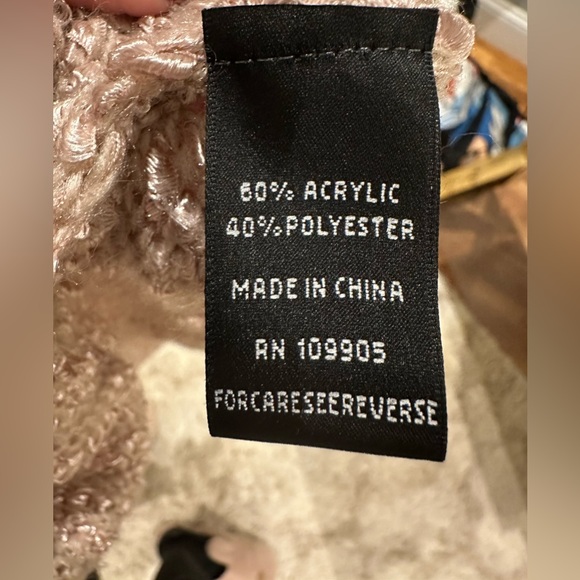 60% ACRYLIC
40% POLYESTER
MADE IN CHINA
RN 109905
FORCARESEEREVERSE